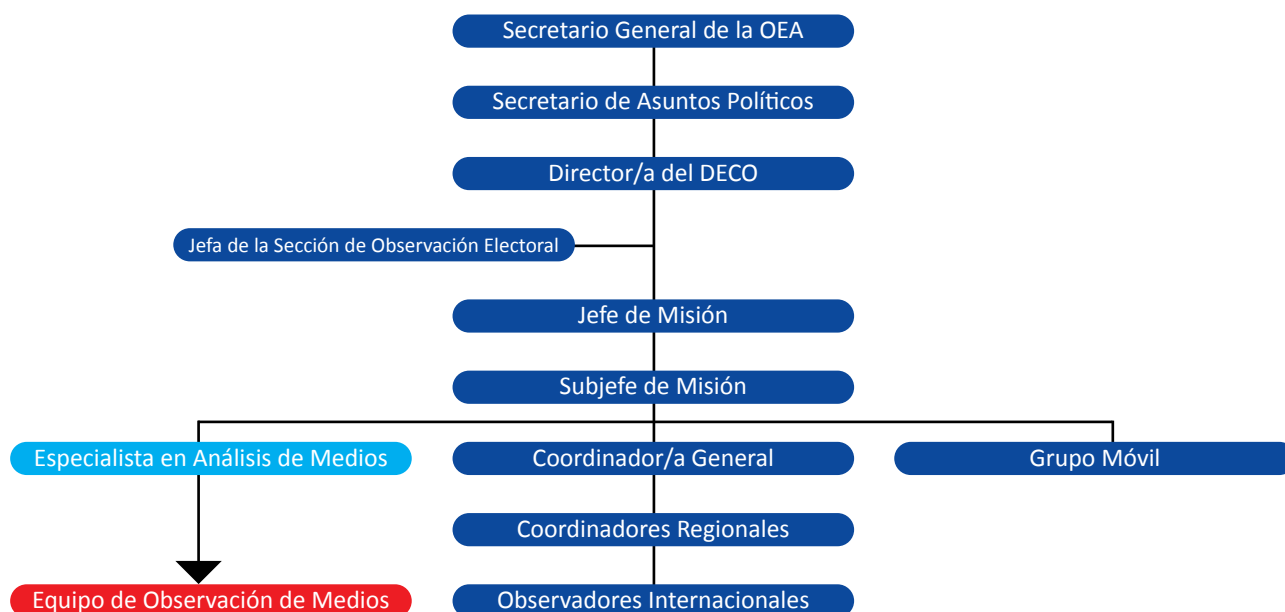 Secretario General de la OEA
Secretario de Asuntos Políticos
Director/a del DECO
Jefa de la Sección de Observación Electoral
Jefe de Misión
Subjefe de Misión
Especialista en Análisis de Medios
Coordinador/a General
Grupo Móvil
Coordinadores Regionales
Equipo de Observación de Medios
Observadores Internacionales